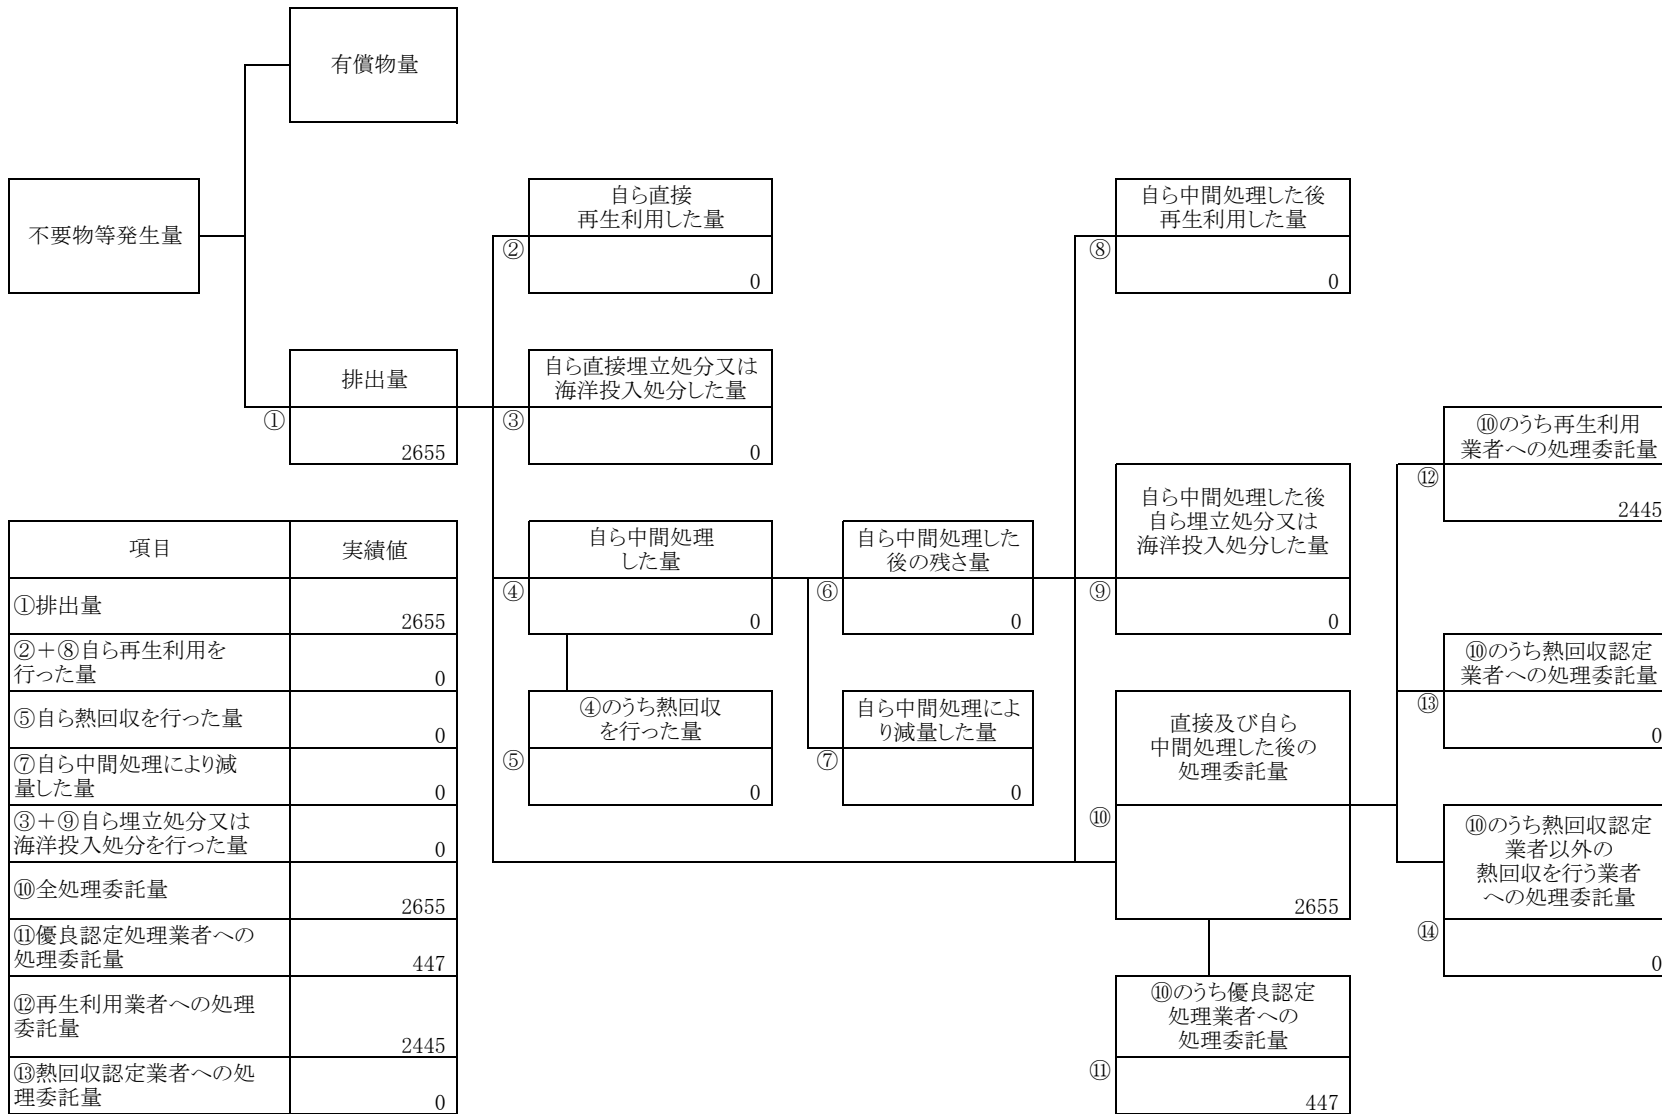 有償物量
不要物等発生量
自ら直接
再生利用した量
②
0
自ら中間処理した後
再生利用した量
⑧
0
排出量
①
2655
自ら直接埋立処分又は
海洋投入処分した量
③
0
⑩のうち再生利用
業者への処理委託量
⑫
2445
自ら中間処理
した量
④
0
自ら中間処理した
後の残さ量
⑥
0
自ら中間処理した後
自ら埋立処分又は
海洋投入処分した量
⑨
0
⑩のうち熱回収認定
業者への処理委託量
⑬
0
④のうち熱回収
を行った量
⑤
0
自ら中間処理によ
り減量した量
⑦
0
直接及び自ら
中間処理した後の
処理委託量
⑩
2655
⑩のうち熱回収認定
業者以外の
熱回収を行う業者
への処理委託量
⑭
0
⑩のうち優良認定
処理業者への
処理委託量
⑪
447
項目 実績値
①排出量
2655
②+⑧自ら再生利用を
行った量 0
⑤自ら熱回収を行った量
0
⑦自ら中間処理により減
量した量 0
③+⑨自ら埋立処分又は
海洋投入処分を行った量 0
⑩全処理委託量
2655
⑪優良認定処理業者への
処理委託量 447
⑫再生利用業者への処理
委託量
2445
⑬熱回収認定業者への処
理委託量 0